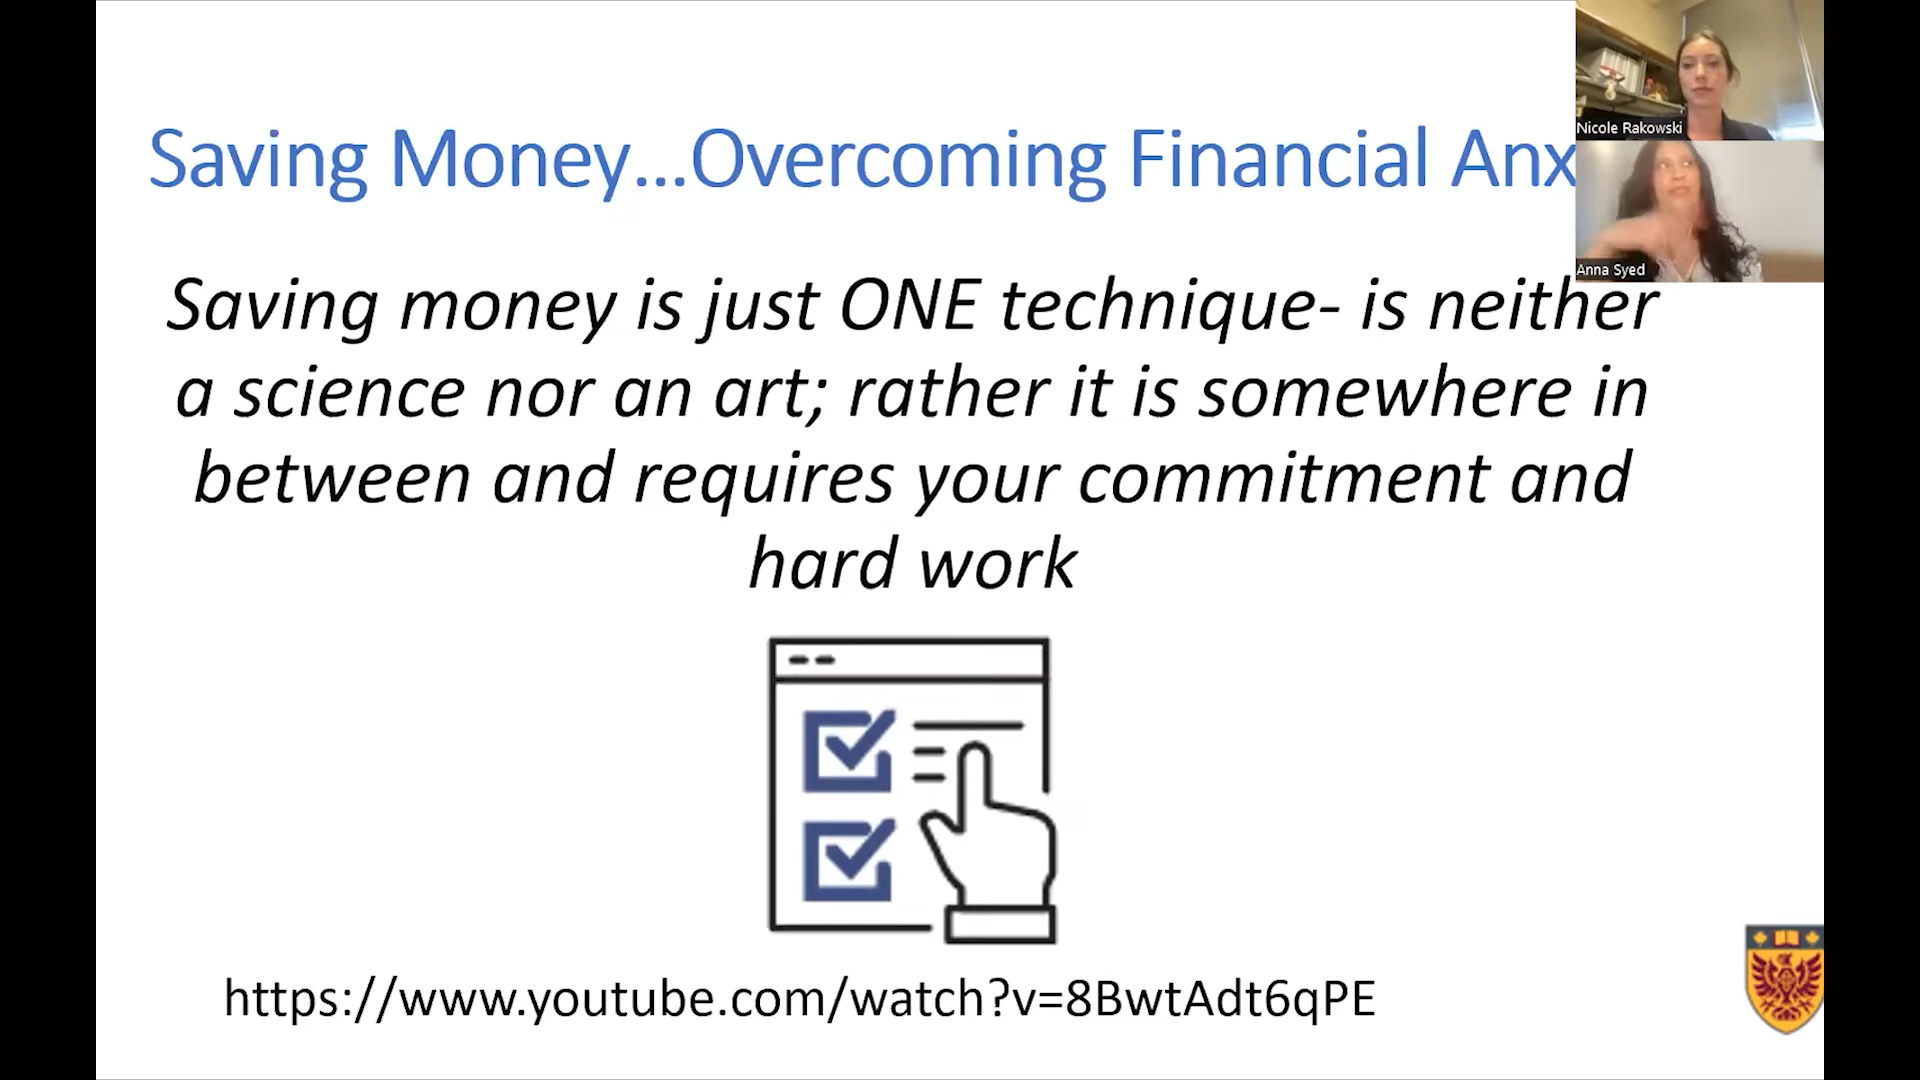 Saving Money...Overcoming Financial Anx
Nicole Rakowski
Anna Syed
Saving money is just ONE technique- is neither
a science nor an art; rather it is somewhere in
between and requires your commitment and
hard work
https://www.youtube.com/watch?v=8BwtAdt6qPE